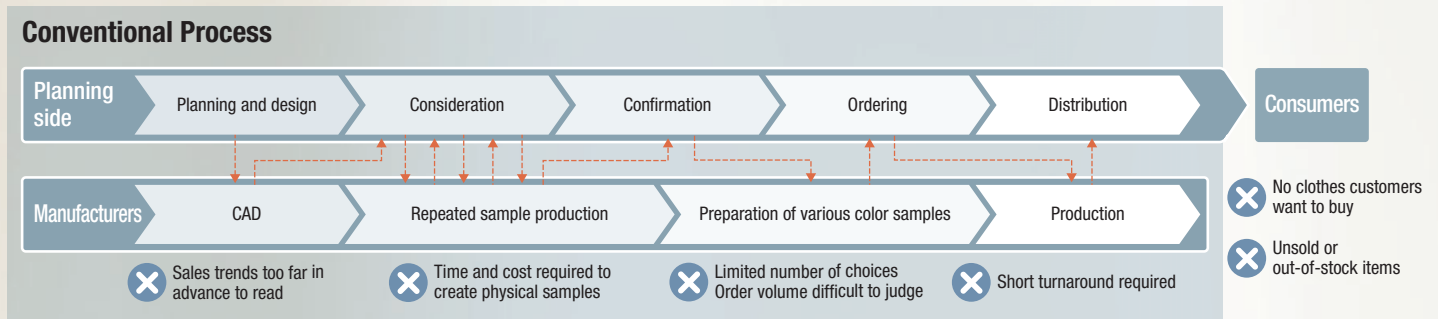 Conventional Process
Planning
side
Planning and design
Consideration
Confirmation
Ordering
Distribution
Consumers
Manufacturers
CAD
Repeated sample production
Preparation of various color samples
Production
Sales trends too far in
advance to read
Time and cost required to
create physical samples
Limited number of choices
Order volume difficult to judge
Short turnaround required
No clothes customers
want to buy
Unsold or
out-of-stock items